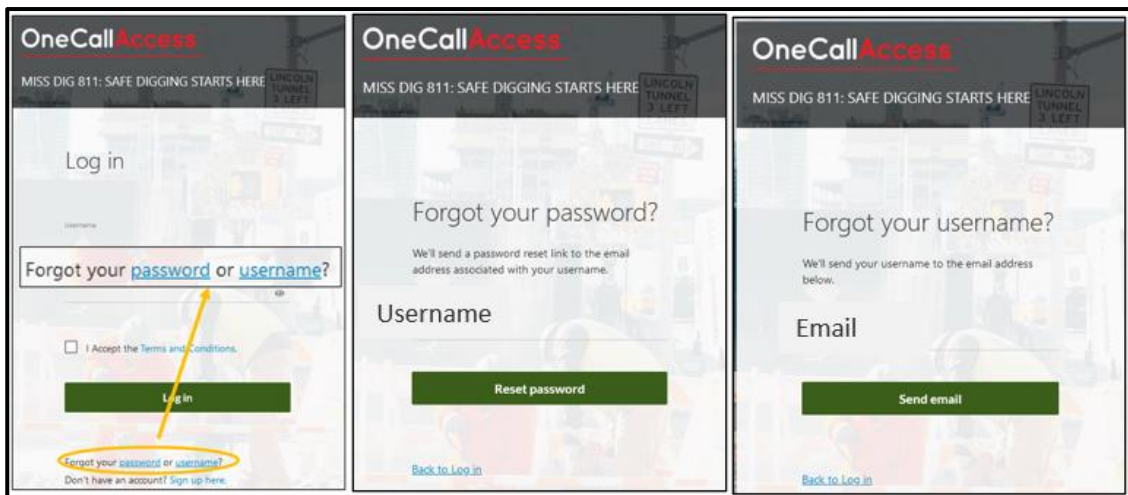 OneCallAccess
MISS DIG 811: SAFE DIGGING STARTS HERE
LINCOLN
TUNNEL
3 LEFT
Log in
Username
Forgot your password or username?
I Accept the Terms and Conditions.
Log in
Forgot your password or username?
Don't have an account? Sign up here.
OneCallAccess
MISS DIG 811: SAFE DIGGING STARTS HERE
LINCOLN
TUNNEL
3 LEFT
Forgot your password?
We'll send a password reset link to the email
address associated with your username.
Username
Reset password
Back to Log in
OneCallAccess
MISS DIG 811: SAFE DIGGING STARTS HERE
LINCOLN
TUNNEL
3 LEFT
Forgot your username?
We'll send your username to the email address
below.
Email
Send email
Back to Log in